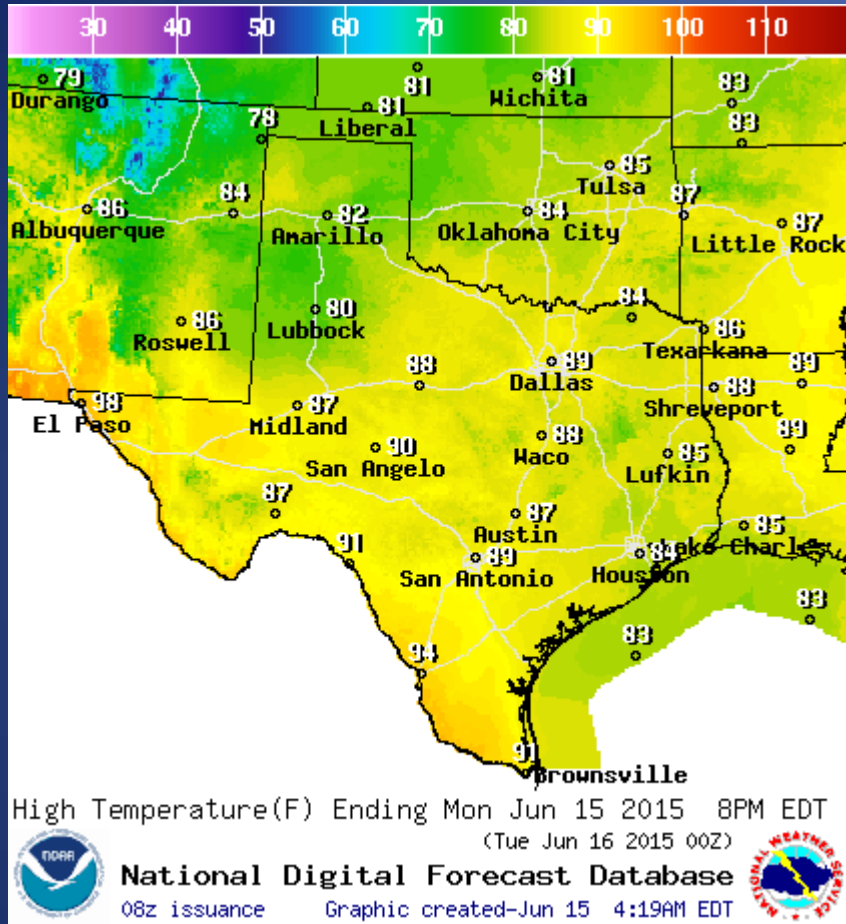 30 40 50 60 70 80 90 100 110
79
Durango
81
81
Wichita
83
81
Liberal
78
83
85
Tulsa
86
Albuquerque
84
82
Amarillo
84
Oklahoma City
87
87
Little Rock
86
Roswell
80
Lubbock
84
86
Texarkana
89
Dallas
88
98
El Paso
87
Midland
88
Shreveport
89
90
San Angelo
88
Waco
85
Lufkin
89
87
87
Austin
85
Lake Charles
91
89
San Antonio
84
Houston
83
83
94
91
Brownsville
High Temperature(F) Ending Mon Jun 15 2015 8PM EDT
(Tue Jun 16 2015 00Z)
NOAA
National Digital Forecast Database
08z issuance Graphic created-Jun 15 4:19AM EDT
NATIONAL WEATHER SERVICE